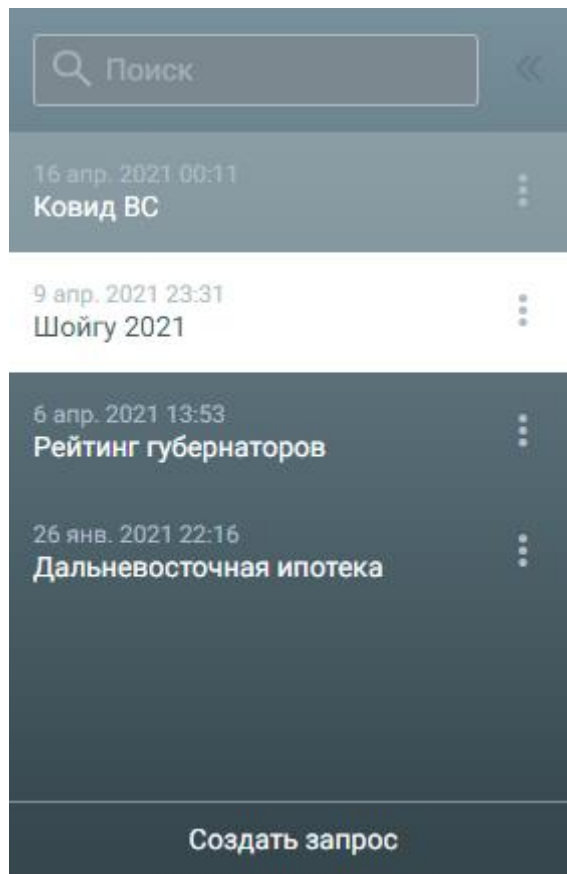 Поиск
16 апр. 2021 00:11
Ковид ВС
9 апр. 2021 23:31
Шойгу 2021
6 апр. 2021 13:53
Рейтинг губернаторов
26 янв. 2021 22:16
Дальневосточная ипотека
Создать запрос